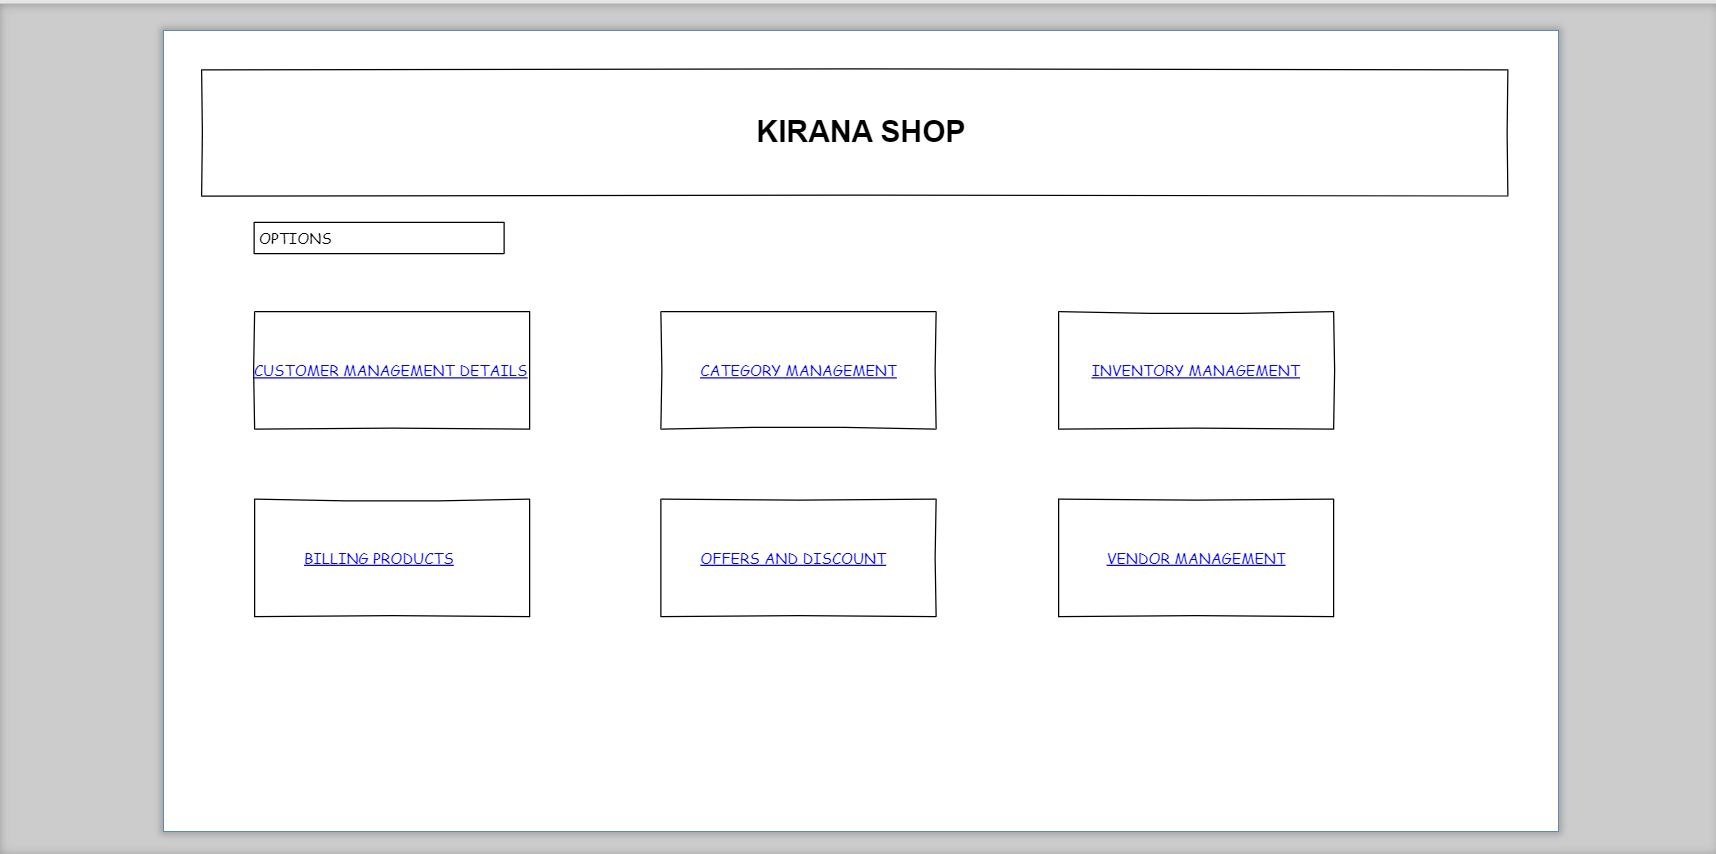 KIRANA SHOP
OPTIONS
CUSTOMER MANAGEMENT DETAILS
CATEGORY MANAGEMENT
INVENTORY MANAGEMENT
BILLING PRODUCTS
OFFERS AND DISCOUNT
VENDOR MANAGEMENT